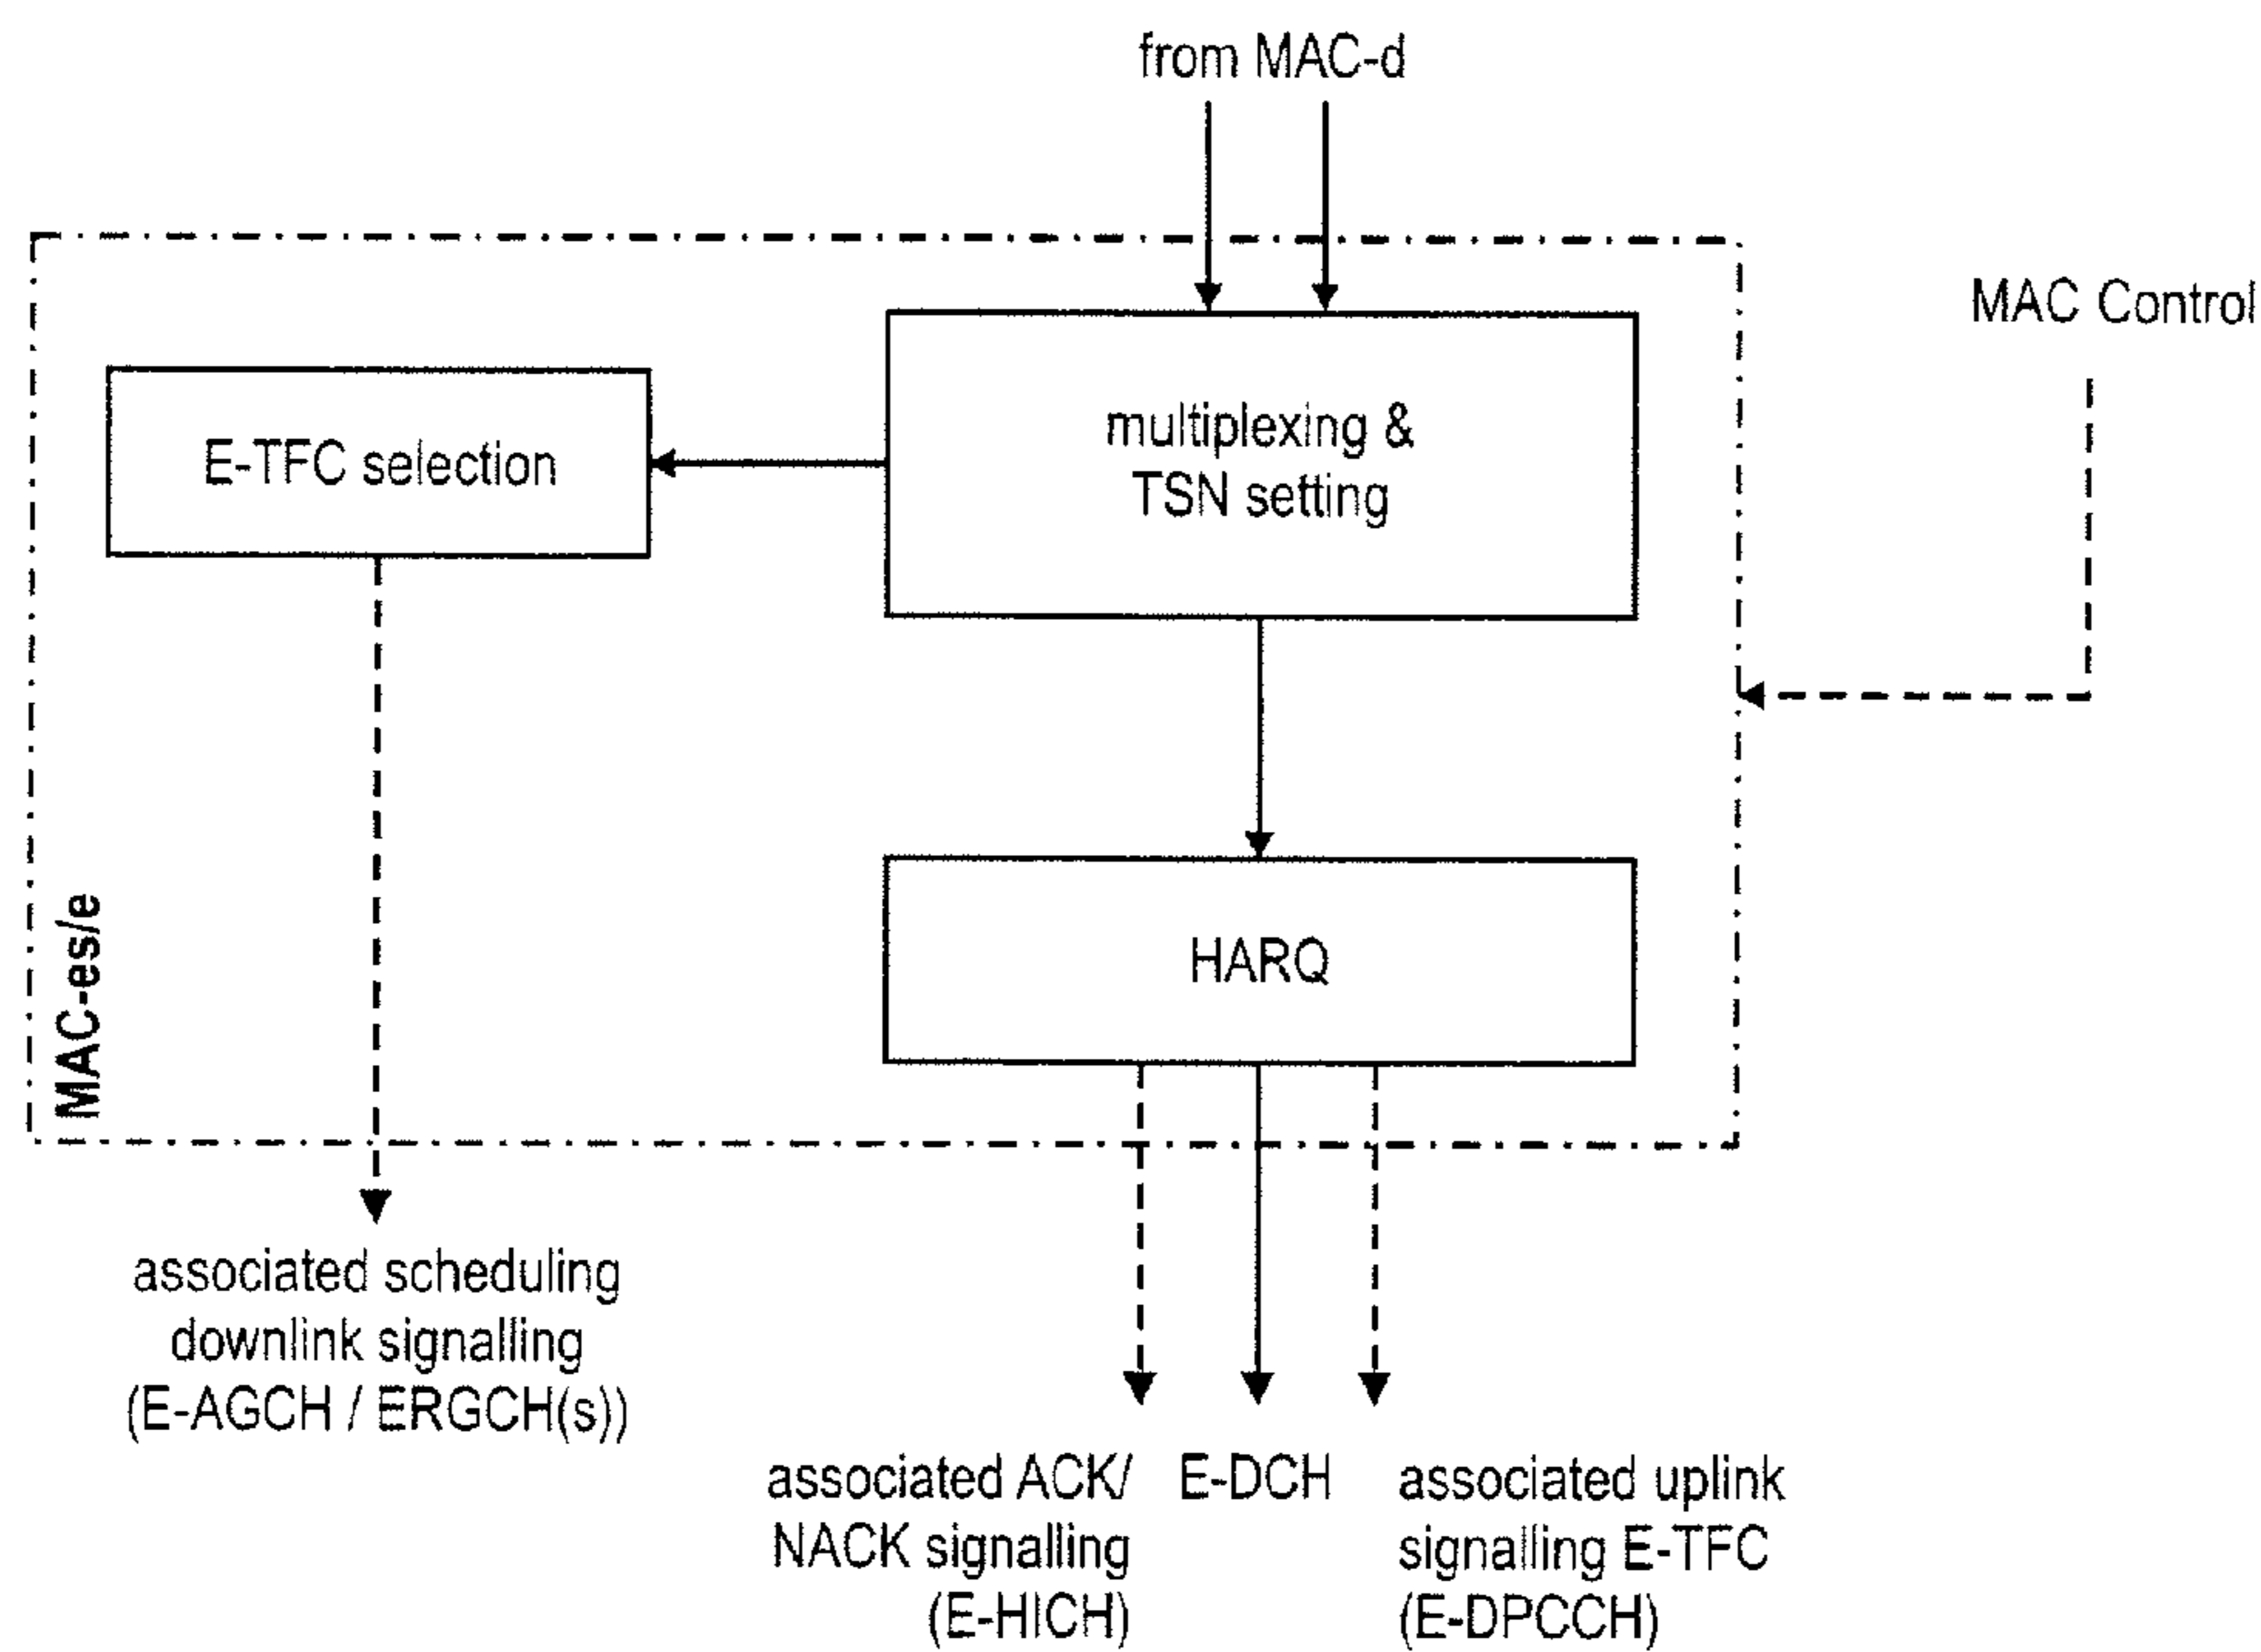 from MAC-d
MAC Control
multiplexing &
TSN setting
E-TFC selection
HARQ
MAC-es/e
associated scheduling
downlink signalling
(E-AGCH / ERGCH(s))
associated ACK/
NACK signalling
(E-HICH)
E-DCH
associated uplink
signalling E-TFC
(E-DPCCH)